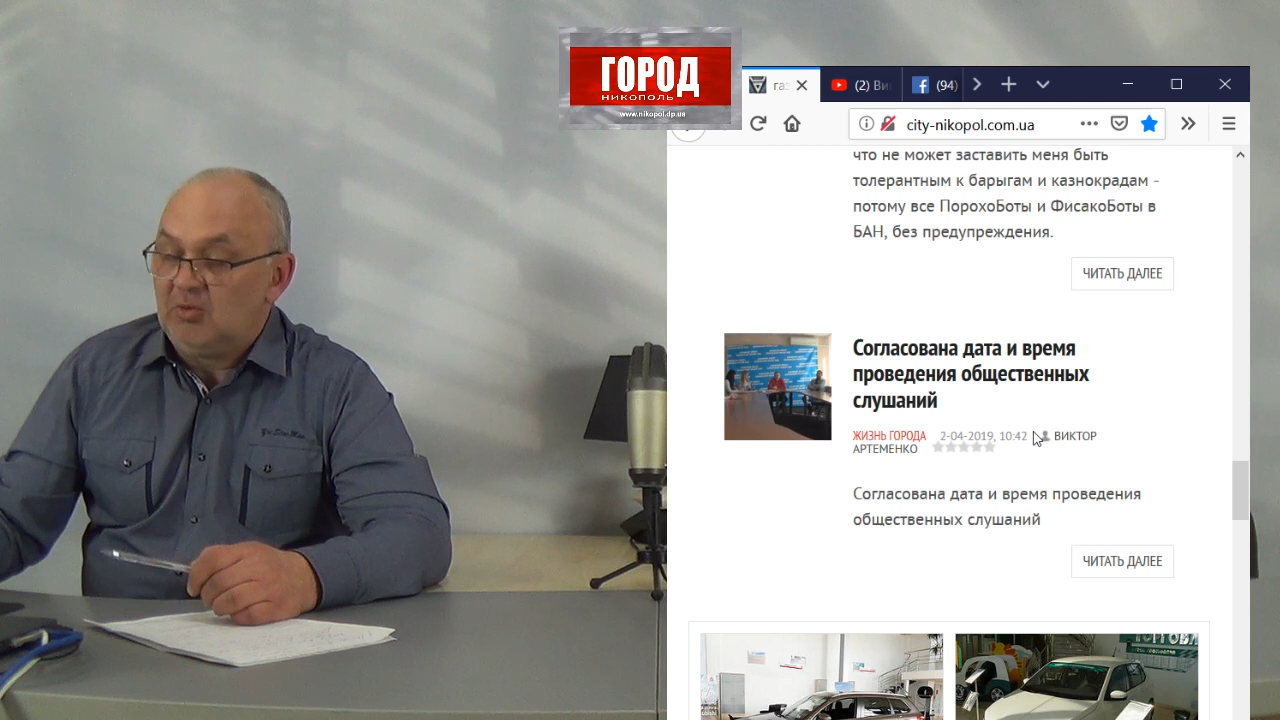 ГОРОД
НИКОПОЛЬ
www.nikopol.dp.ua
(2) Ви
(94)
city-nikopol.com.ua
что не может заставить меня быть
толерантным к барыгам и казнокрадам -
потому все ПорохоБоты и ФисакоБоты в
БАН, без предупреждения.
ЧИТАТЬ ДАЛЕЕ
Согласована дата и время
проведения общественных
слушаний
ЖИЗНЬ ГОРОДА 2-04-2019, 10:42 ВИКТОР
АРТЕМЕНКО
Согласована дата и время проведения
общественных слушаний
ЧИТАТЬ ДАЛЕЕ